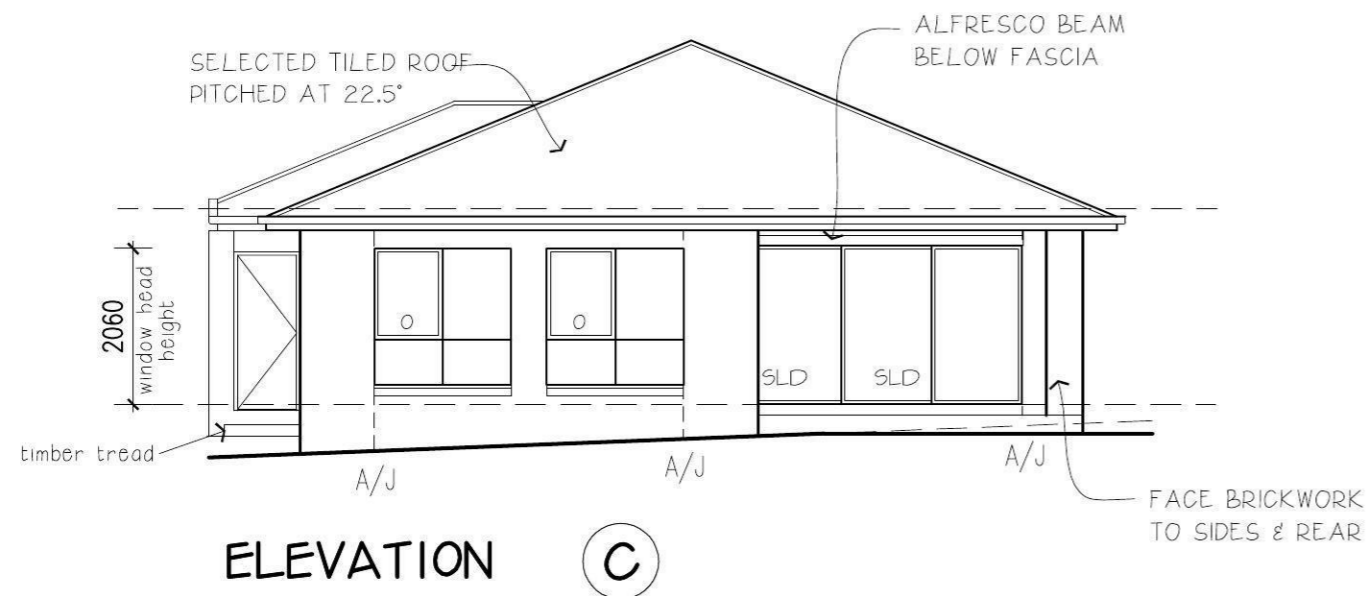 ALFRESCO BEAM
BELOW FASCIA
SELECTED TILED ROOF
PITCHED AT 22.5°
2060
window head
height
O
O
SLD
SLD
timber tread
A/J
A/J
A/J
FACE BRICKWORK
TO SIDES & REAR
ELEVATION
C